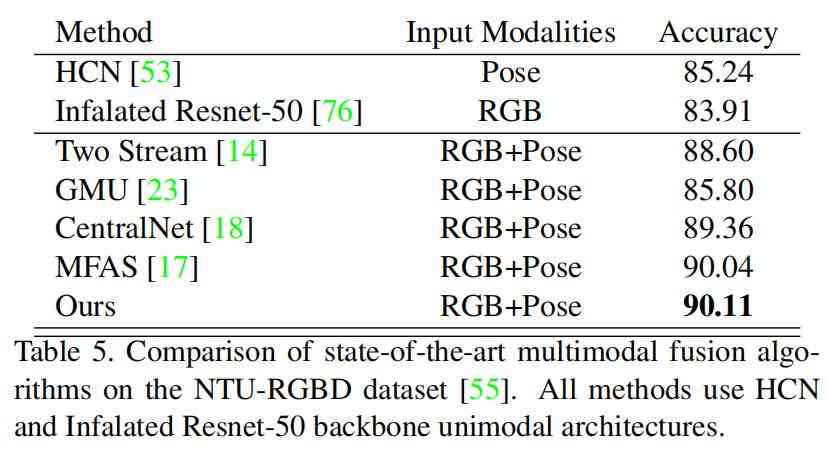 Method Input Modalities Accuracy
HCN [53] Pose 85.24
Infalated Resnet-50 [76] RGB 83.91
Two Stream [14] RGB+Pose 88.60
GMU [23] RGB+Pose 85.80
CentralNet [18] RGB+Pose 89.36
MFAS [17] RGB+Pose 90.04
Ours RGB+Pose 90.11
Table 5. Comparison of state-of-the-art multimodal fusion algo-
rithms on the NTU-RGBD dataset [55]. All methods use HCN
and Infalated Resnet-50 backbone unimodal architectures.